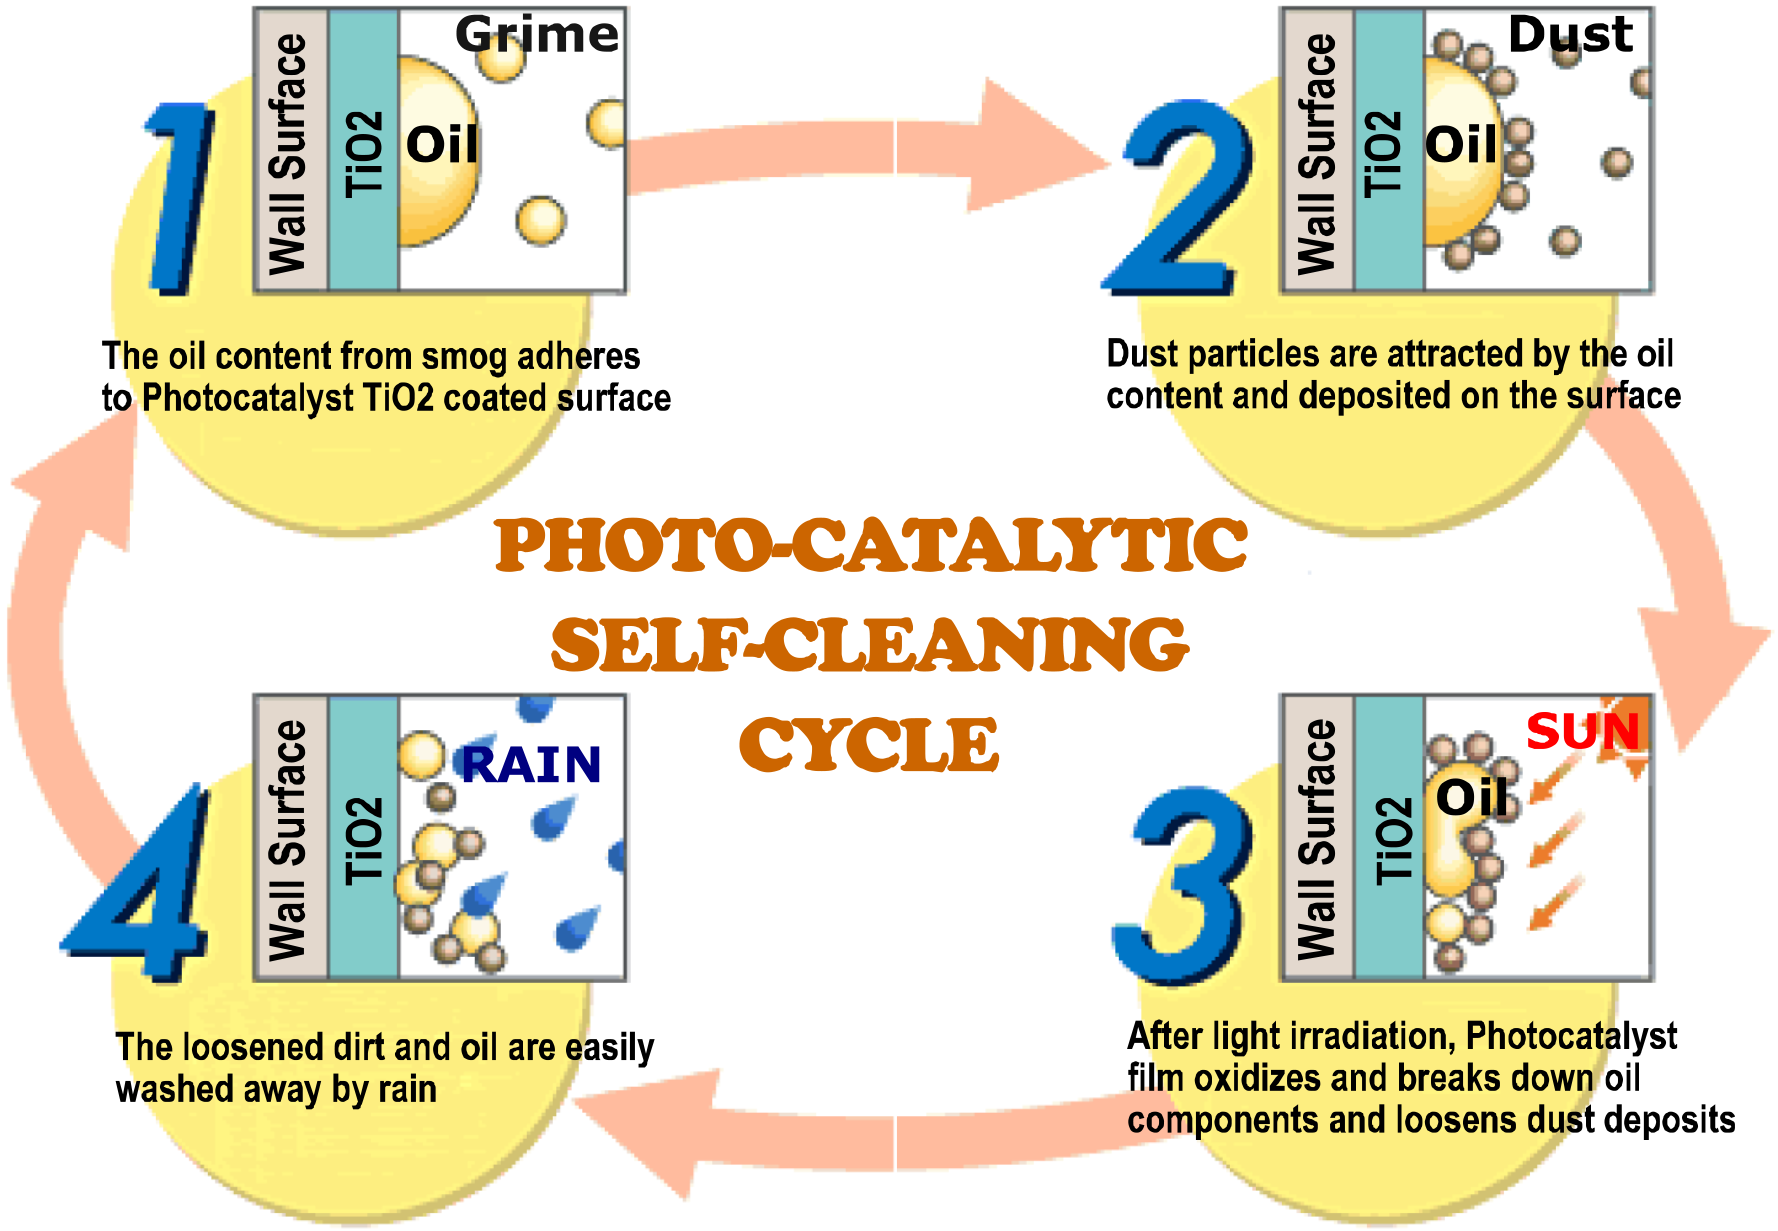 1
Wall Surface
TiO2
Oil
Grime
The oil content from smog adheres
to Photocatalyst TiO2 coated surface
2
Wall Surface
TiO2
Oil
Dust
Dust particles are attracted by the oil
content and deposited on the surface
PHOTO-CATALYTIC
SELF-CLEANING
CYCLE
3
Wall Surface
TiO2
Oil
SUN
After light irradiation, Photocatalyst
film oxidizes and breaks down oil
components and loosens dust deposits
4
Wall Surface
TiO2
RAIN
The loosened dirt and oil are easily
washed away by rain